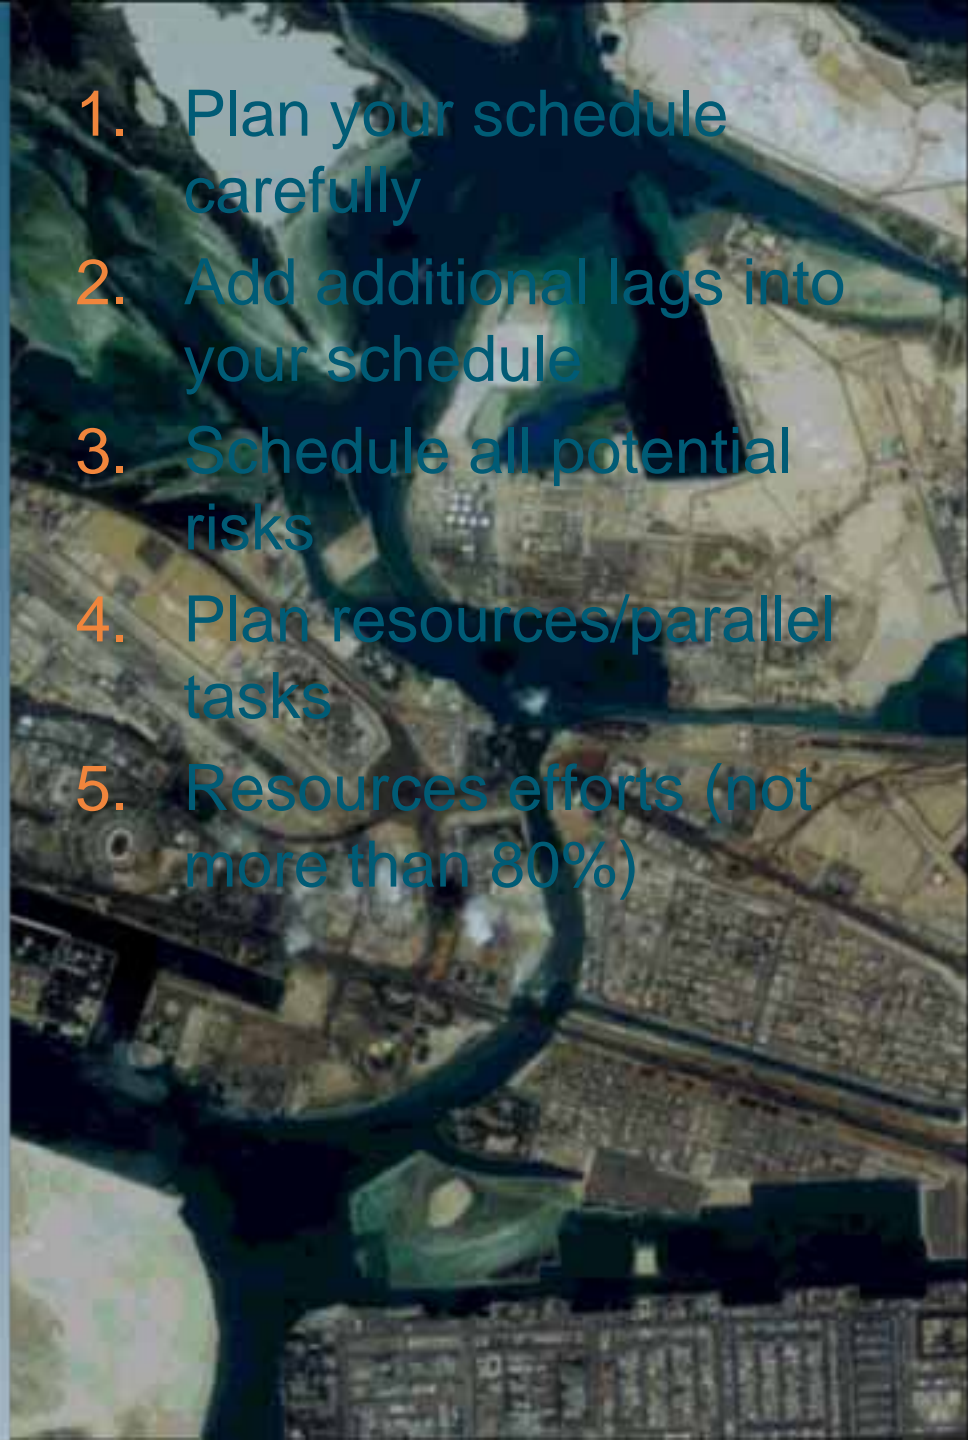 1. Plan your schedule
carefully
2. Add additional lags into
your schedule
3. Schedule all potential
risks
4. Plan resources/parallel
tasks
5. Resources efforts (not
more than 80%)